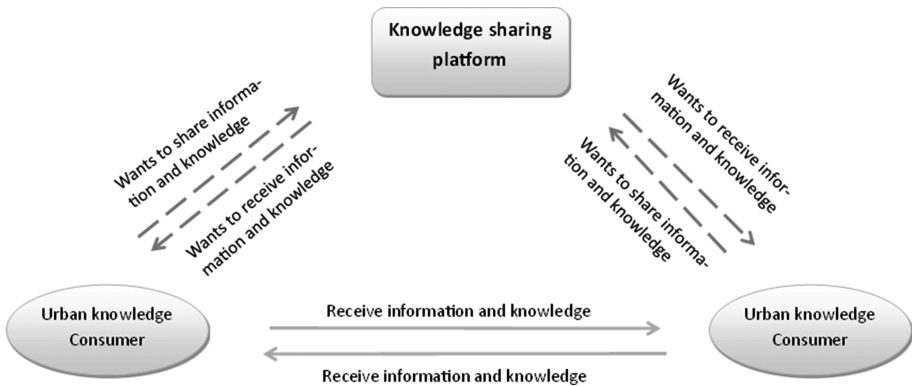 Knowledge sharing
platform
Wants to share informa-
tion and knowledge
Wants to receive infor-
mation and knowledge
Wants to receive infor-
mation and knowledge
Wants to share informa-
tion and knowledge
Urban knowledge
Consumer
Receive information and knowledge
Receive information and knowledge
Urban knowledge
Consumer